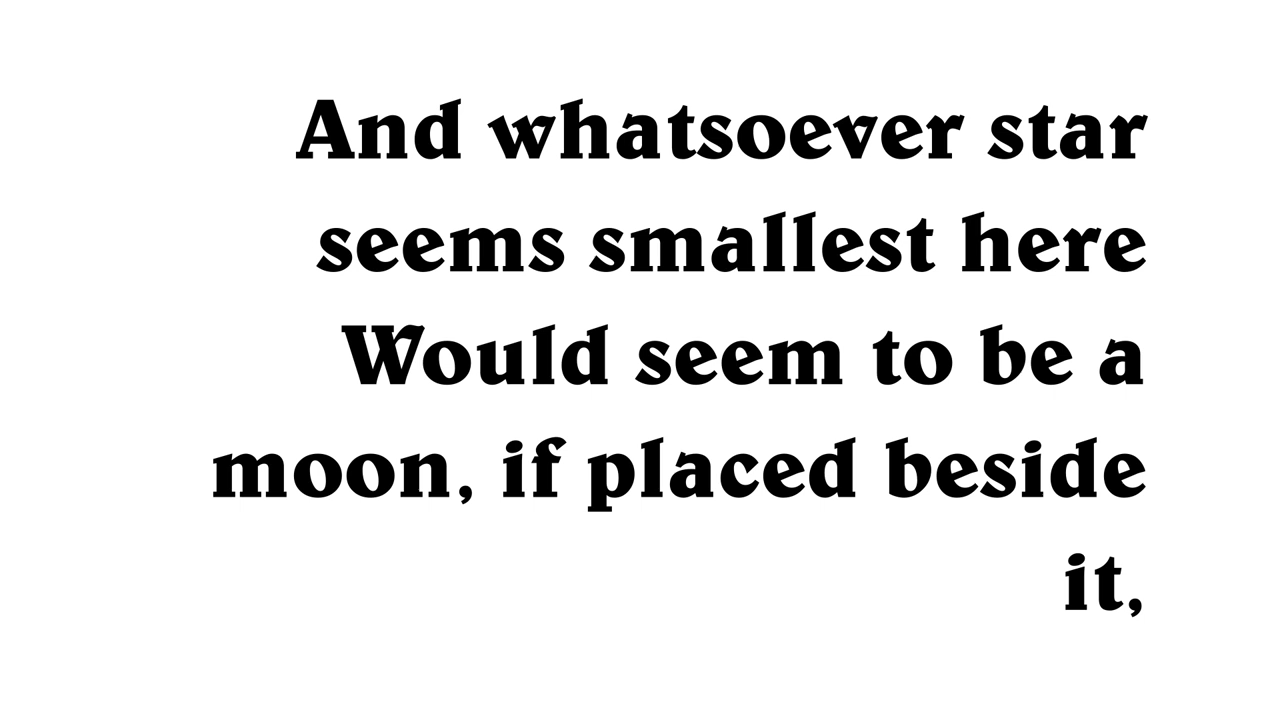 And whatsoever star
seems smallest here
Would seem to be a
moon, if placed beside
it,